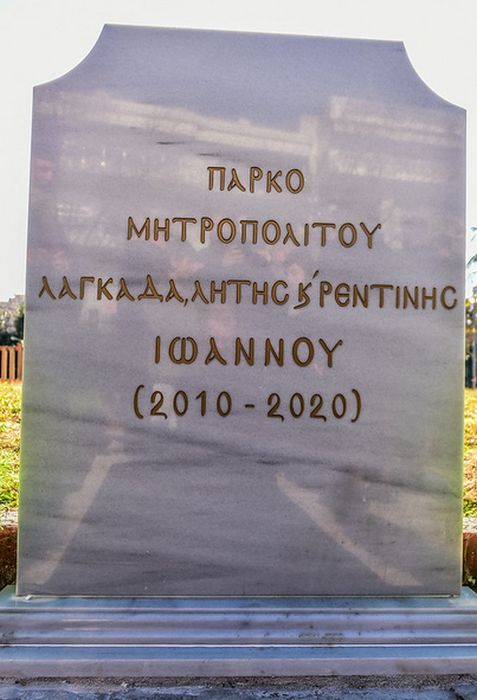 ΠΑΡΚΟ
ΜΗΤΡΟΠΟΛΙΤΟΥ
ΛΑΓΚΑΔΑ, ΛΗΤΗΣ Ϗ ΡΕΝΤΙΝΗΣ
ΙΩΑΝΝΟΥ
(2010 - 2020)